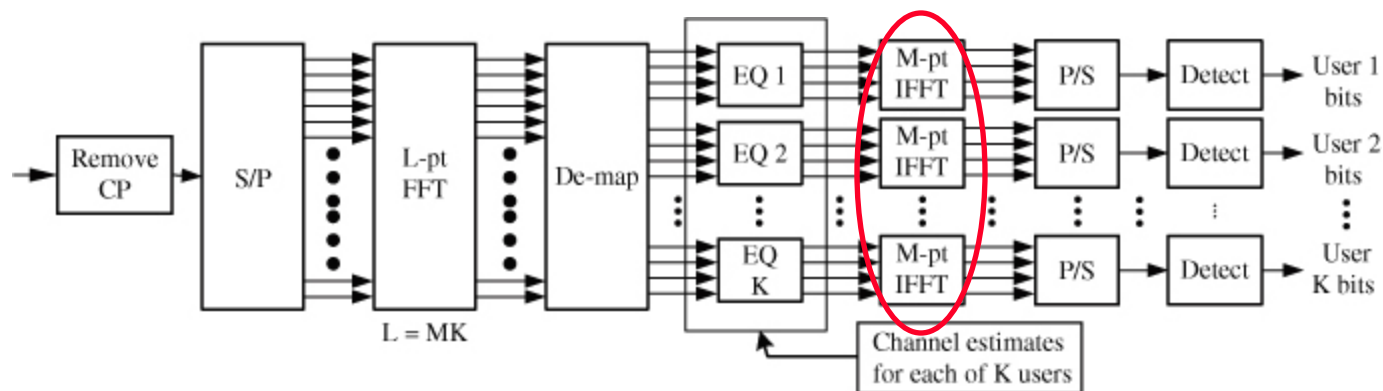 Remove
CP
S/P
L-pt
FFT
L = MK
De-map
EQ 1
EQ 2
EQ
K
M-pt
IFFT
M-pt
IFFT
M-pt
IFFT
P/S
P/S
P/S
Detect
Detect
Detect
User 1
bits
User 2
bits
User
K bits
Channel estimates
for each of K users